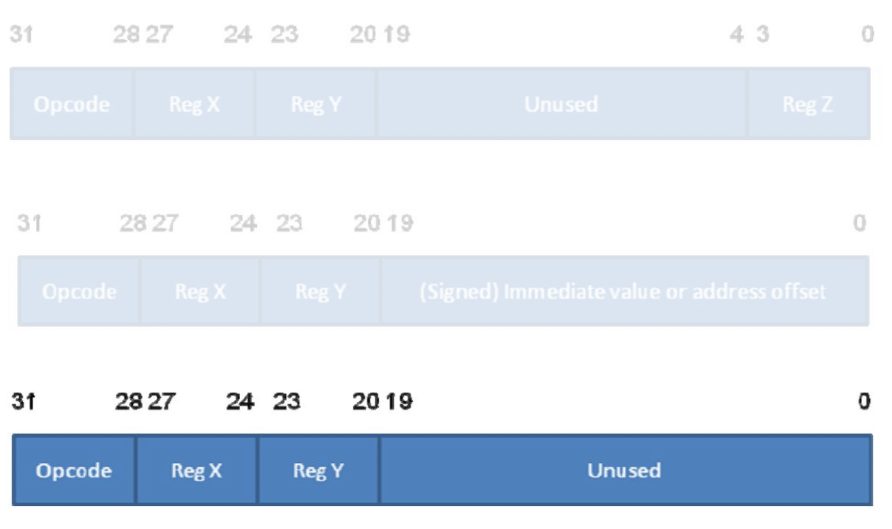 31 28 27 24 23 20 19 4 3 0
Opcode Reg X Reg Y Unused Reg Z
31 28 27 24 23 20 19 0
Opcode Reg X Reg Y (Signed) Immediate value or address offset
31 28 27 24 23 20 19 0
Opcode Reg X Reg Y Unused